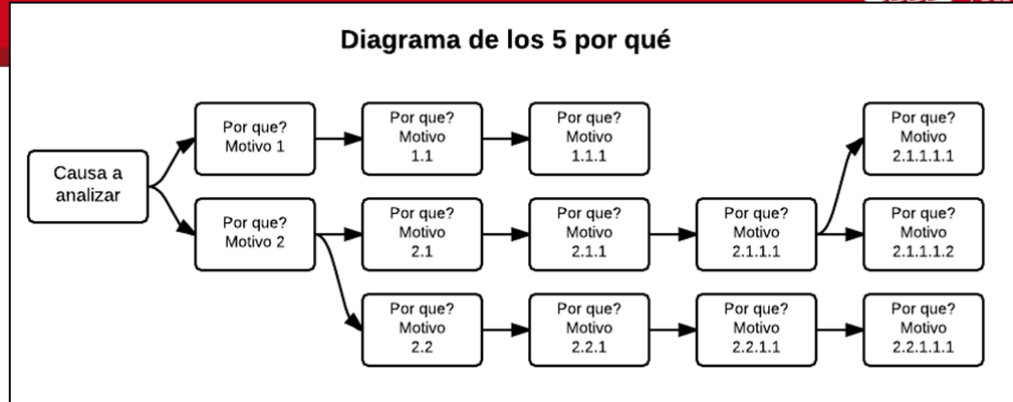 Diagrama de los 5 por qué
Causa a
analizar
Por que?
Motivo 1
Por que?
Motivo
1.1
Por que?
Motivo
1.1.1
Por que?
Motivo 2
Por que?
Motivo
2.1
Por que?
Motivo
2.1.1
Por que?
Motivo
2.1.1.1
Por que?
Motivo
2.1.1.1.1
Por que?
Motivo
2.1.1.1.2
Por que?
Motivo
2.2
Por que?
Motivo
2.2.1
Por que?
Motivo
2.2.1.1
Por que?
Motivo
2.2.1.1.1